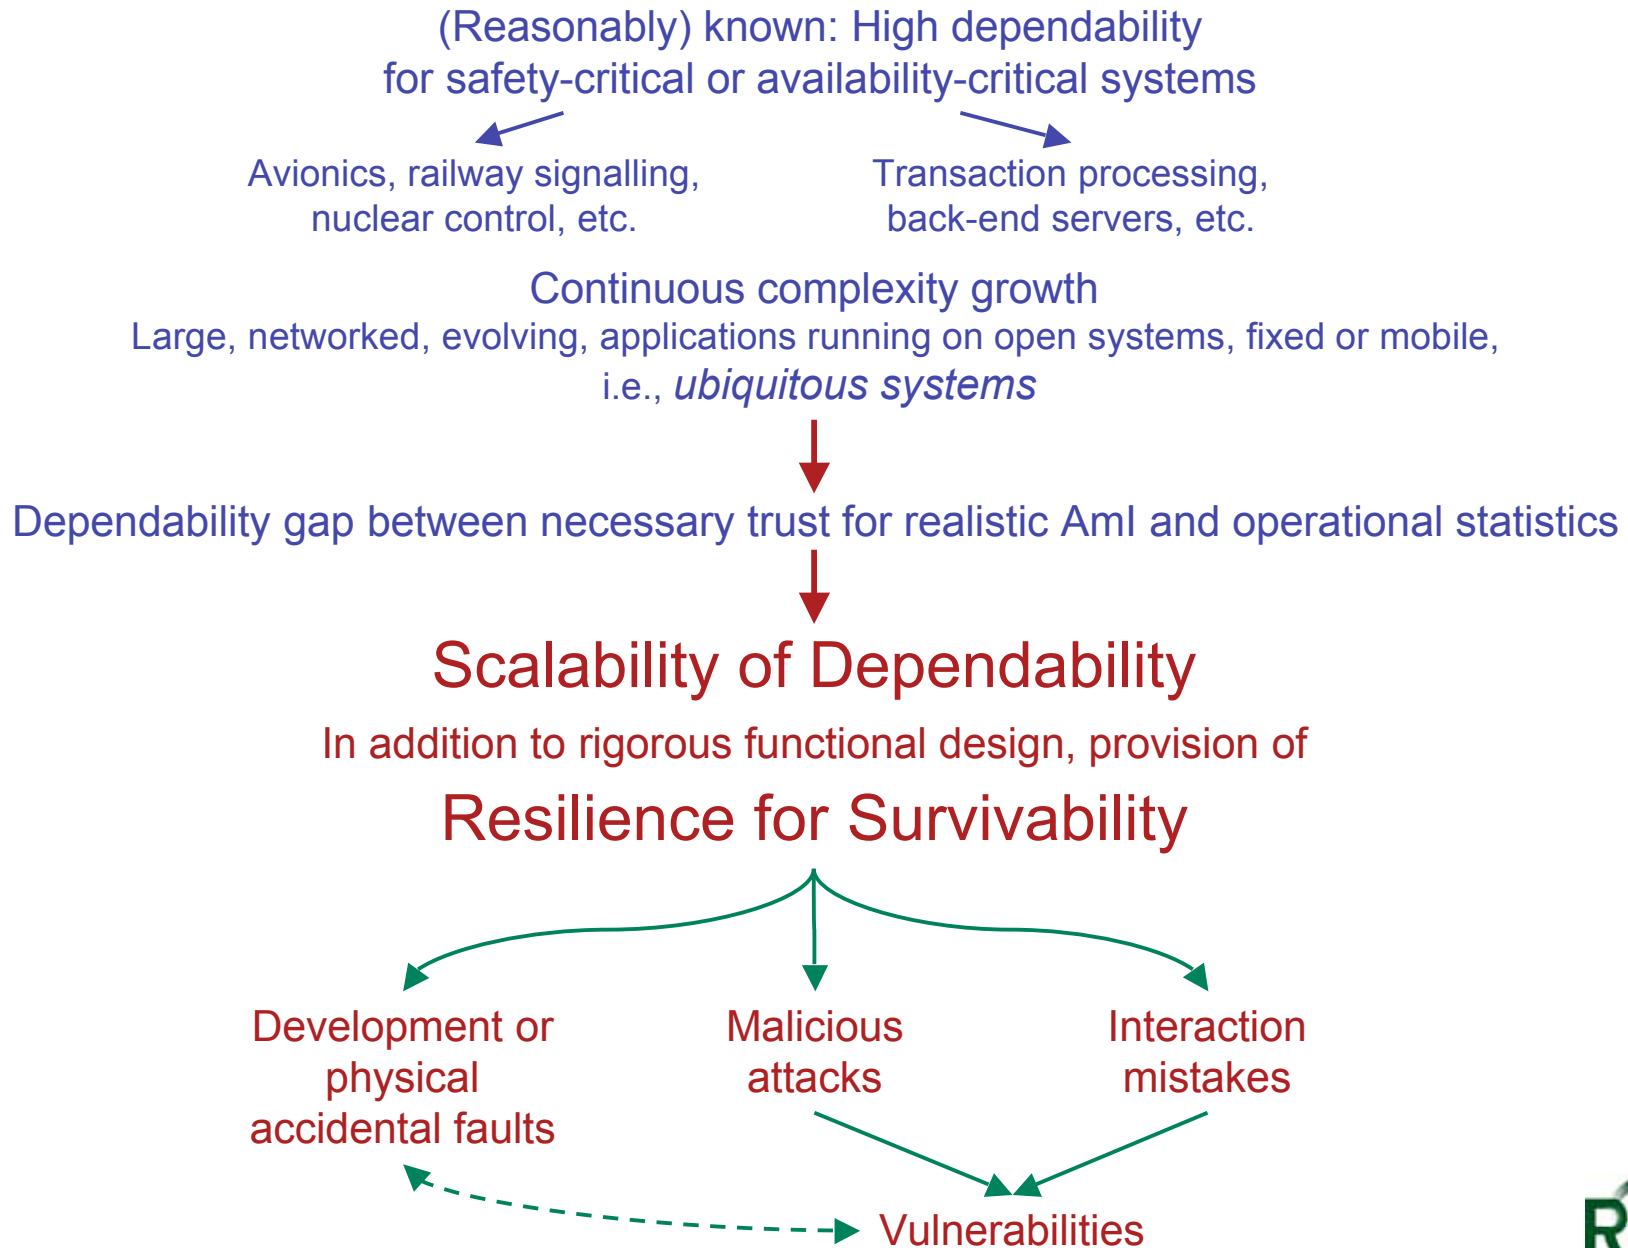 (Reasonably) known: High dependability
for safety-critical or availability-critical systems
Avionics, railway signalling,
nuclear control, etc.
Transaction processing,
back-end servers, etc.
Continuous complexity growth
Large, networked, evolving, applications running on open systems, fixed or mobile,
i.e., ubiquitous systems
Dependability gap between necessary trust for realistic AmI and operational statistics
Scalability of Dependability
In addition to rigorous functional design, provision of
Resilience for Survivability
Development or
physical
accidental faults
Malicious
attacks
Interaction
mistakes
Vulnerabilities
R